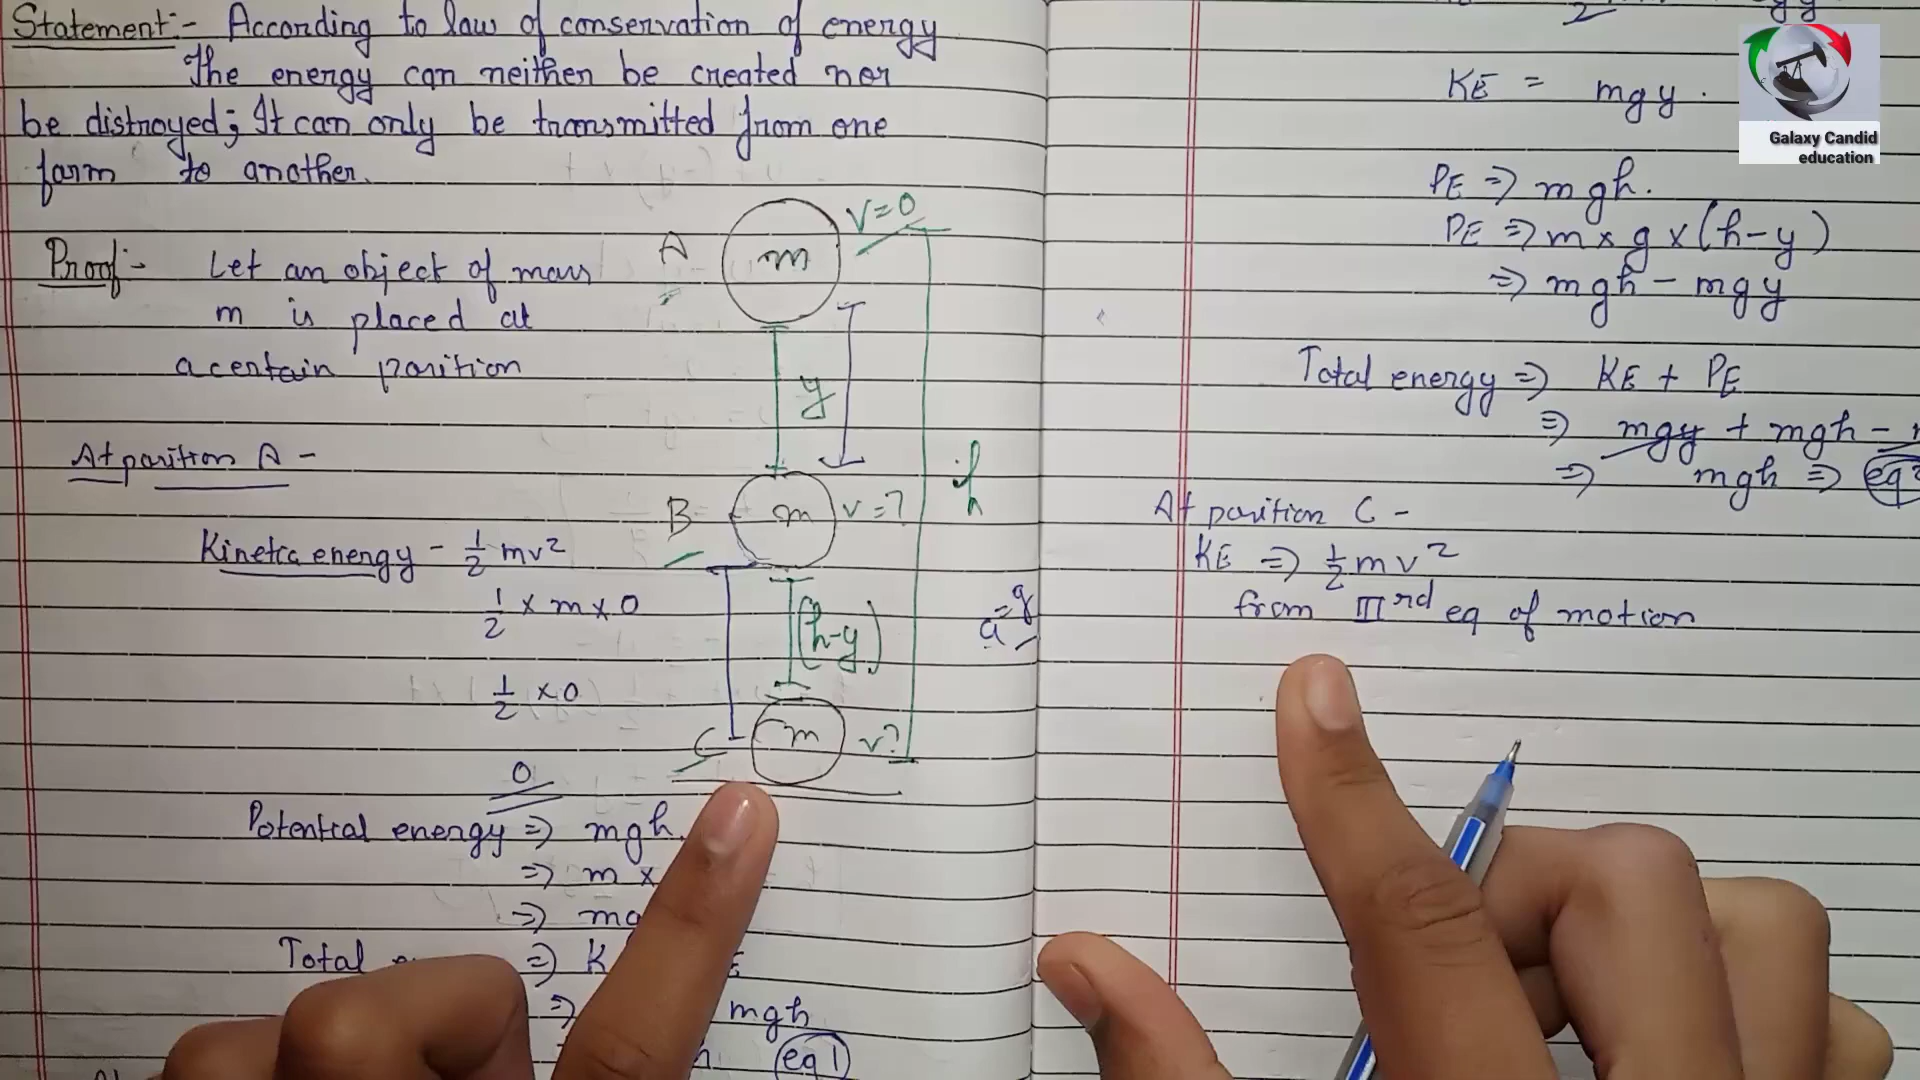 Statement:- According to law of conservation of energy
The energy can neither be created nor
be distroyed; It can only be transmitted from one
form to another.
Proof:- Let an object of mass
m is placed at
a certain position
A
m
V=0
y
h
B
m
v=?
(h-y)
a=g
C
m
v?
At position A -
Kinetic energy - ½ mv²
½ × m × 0
½ × 0
0
Potential energy ⇒ mgh.
⇒ m ×
⇒ mg
Total ⇒ K E
⇒ mgh
eq 1
2
KE = mgy.
PE ⇒ mgh.
PE ⇒ m × g × (h-y)
⇒ mgh - mgy
Total energy ⇒ KE + PE
⇒ mgy + mgh -
⇒ mgh ⇒ eq
At position C -
KE ⇒ ½ mv²
from IIIrd eq of motion
Galaxy Candid
education